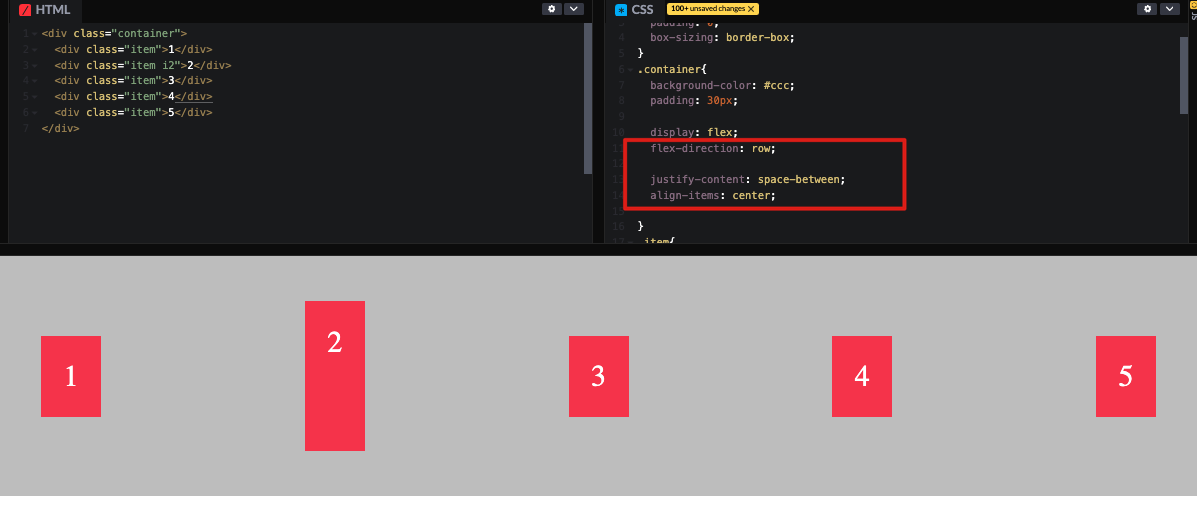 HTML
1 <div class="container">
2 <div class="item">1</div>
3 <div class="item i2">2</div>
4 <div class="item">3</div>
5 <div class="item">4</div>
6 <div class="item">5</div>
7 </div>
CSS 100+ unsaved changes X
3 padding: 0;
4 box-sizing: border-box;
5 }
6 .container{
7 background-color: #ccc;
8 padding: 30px;
9
10 display: flex;
11 flex-direction: row;
12
13 justify-content: space-between;
14 align-items: center;
15
16 }
17 .item{
1
2
3
4
5